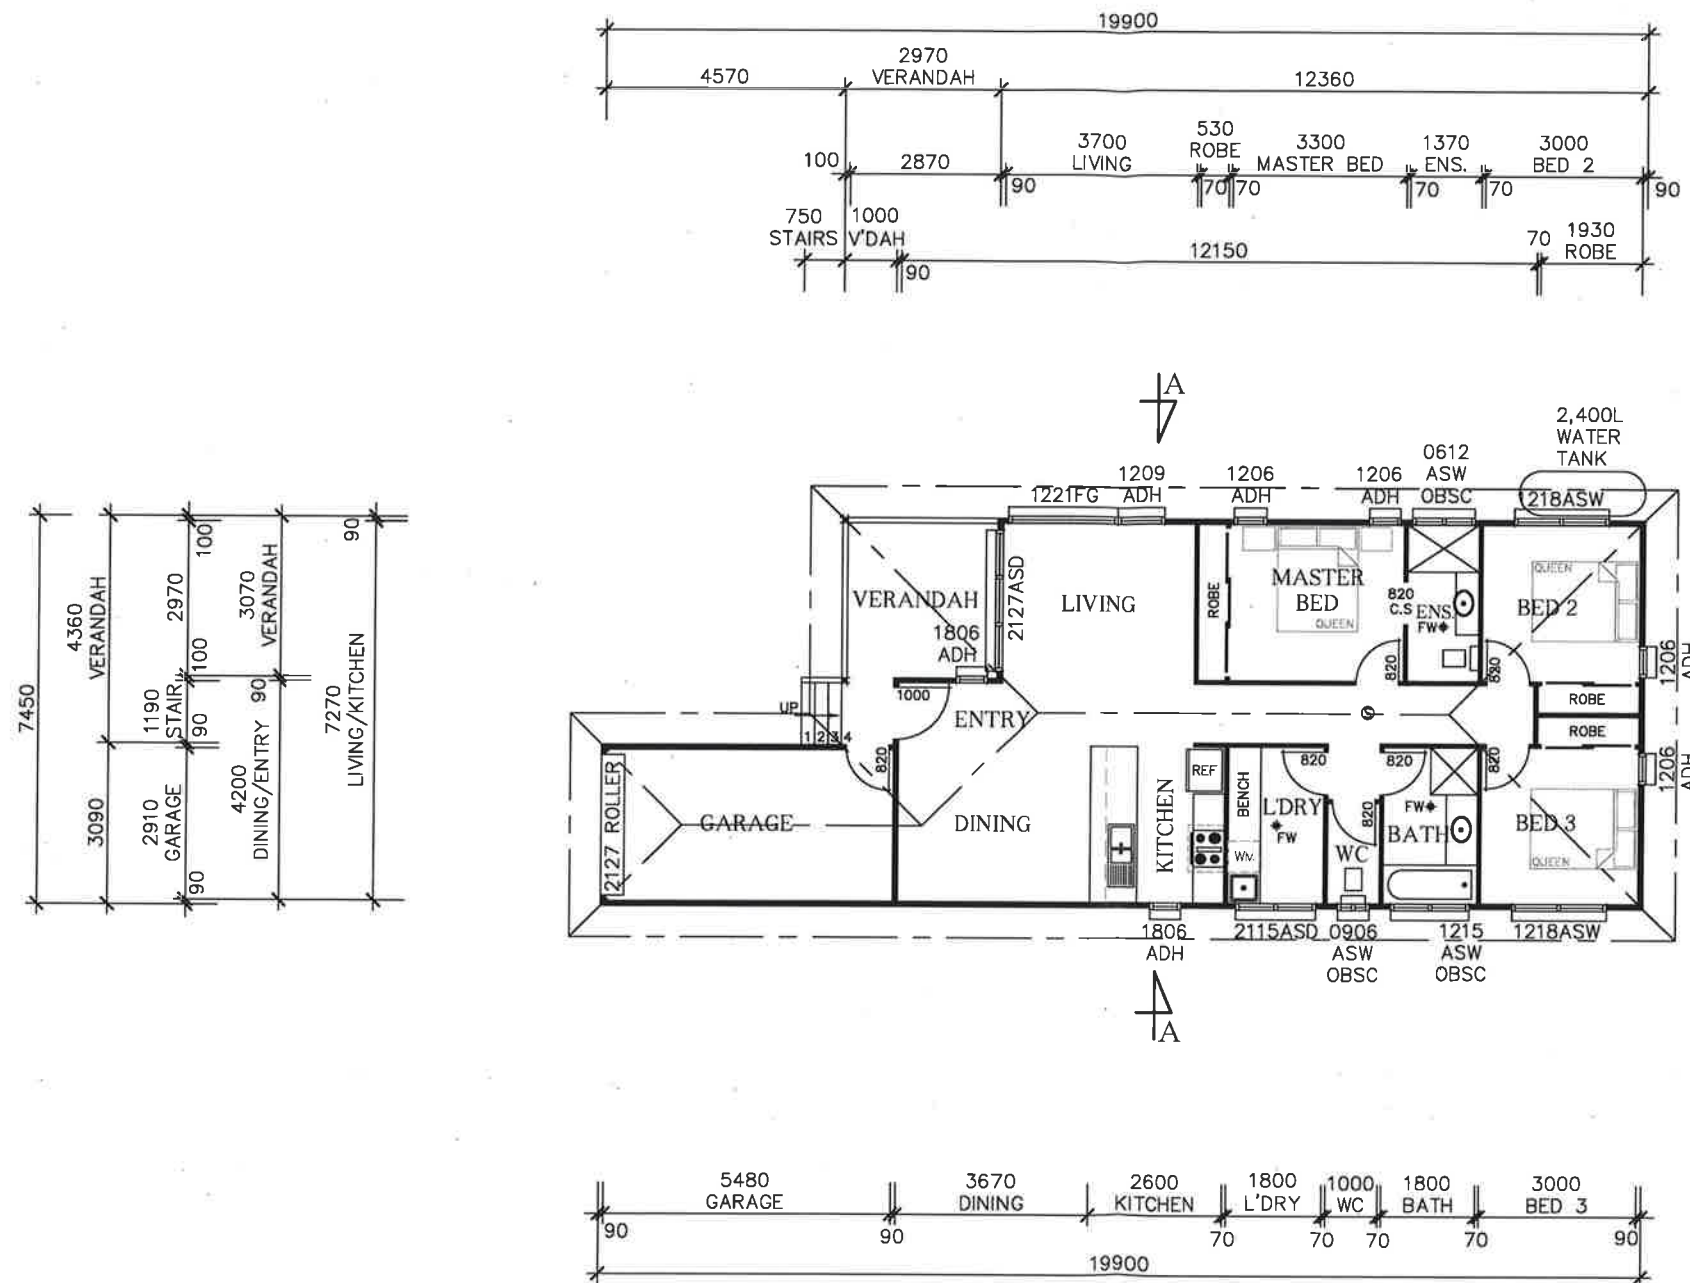 19900
2970
4570
VERANDAH
12360
530
3700
ROBE
3300
1370
3000
100
2870
LIVING
MASTER BED
ENS.
BED 2
90
70
70
70
70
90
750
1000
STAIRS
V'DAH
12150
70
1930
ROBE
90
A
2,400L
WATER
TANK
0612
ASW
OBSC
1209
ADH
1206
ADH
1206
ADH
1221FG
1218ASW
7450
4360
VERANDAH
3090
100
2970
100
1190
STAIR
90
2910
GARAGE
90
3070
VERANDAH
90
4200
DINING/ENTRY
90
7270
LIVING/KITCHEN
VERANDAH
2127ASD
LIVING
ROBE
MASTER
BED
QUEEN
820
C.S
ENS.
FW
QUEEN
BED 2
1806
ADH
1000
820
820
1206
ADH
UP
1 2 3 4
ENTRY
S
ROBE
ROBE
2127 ROLLER
GARAGE
820
DINING
KITCHEN
REF
BENCH
L'DRY
FW
WM.
820
WC
820
820
FW
BATH
820
BED 3
QUEEN
1206
ADH
1806
ADH
2115ASD
0906
ASW
OBSC
1215
ASW
OBSC
1218ASW
A
5480
GARAGE
3670
DINING
2600
KITCHEN
1800
L'DRY
1000
WC
1800
BATH
3000
BED 3
90
90
70
70
70
70
90
19900